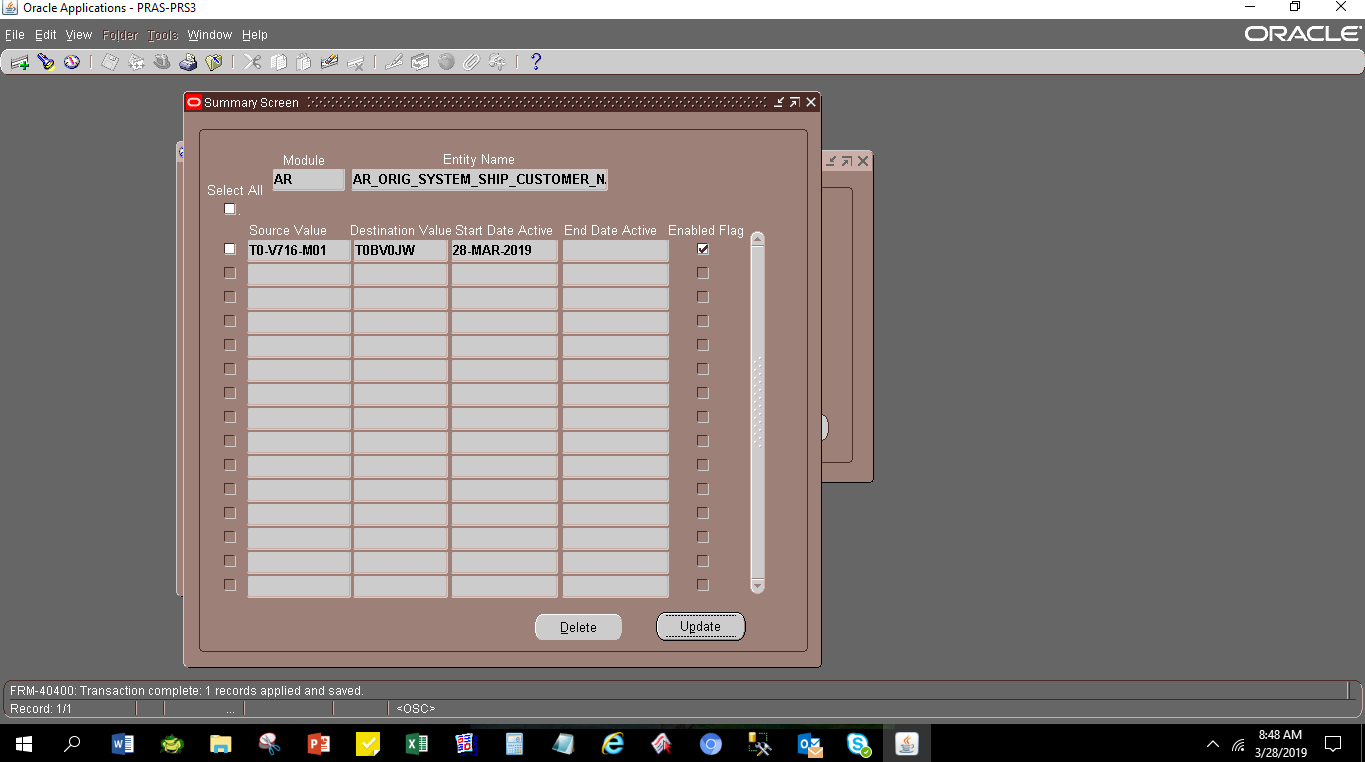 Oracle Applications - PRAS-PRS3
File Edit View Folder Tools Window Help
ORACLE
Summary Screen
Module Entity Name
AR AR_ORIG_SYSTEM_SHIP_CUSTOMER_N
Select All
Source Value Destination Value Start Date Active End Date Active Enabled Flag
T0-V716-M01 T0BV0JW 28-MAR-2019
Delete Update
FRM-40400: Transaction complete: 1 records applied and saved.
Record: 1/1 ... <OSC>
8:48 AM
3/28/2019